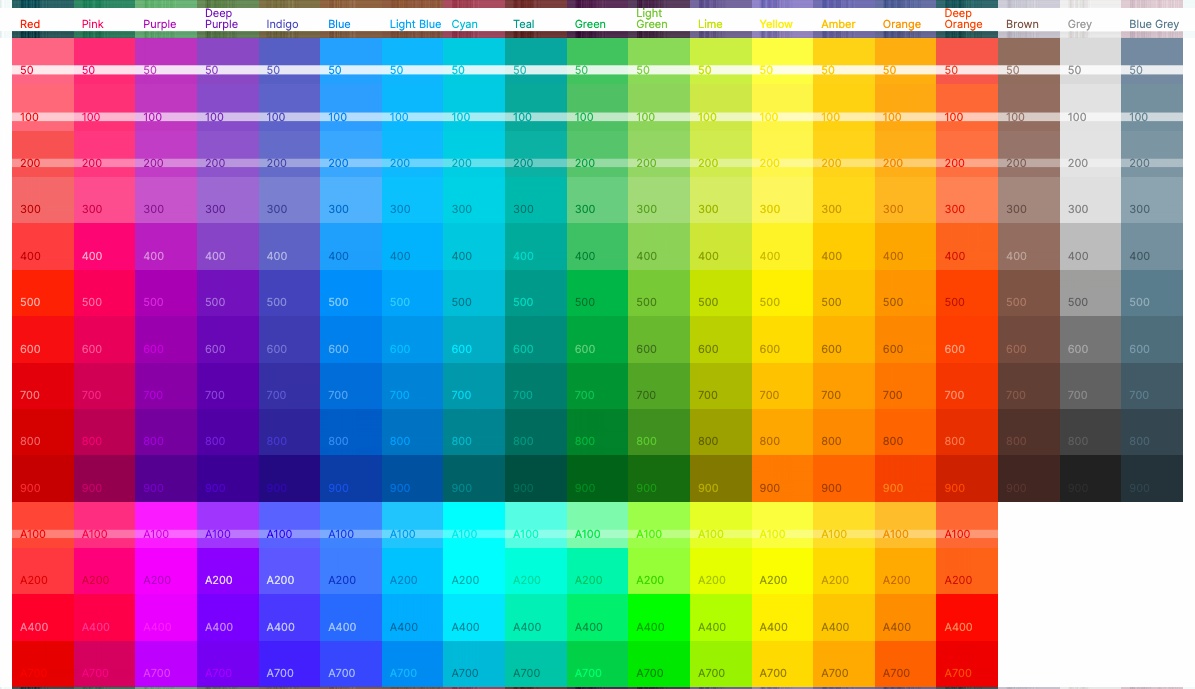 Red Pink Purple Deep Purple Indigo Blue Light Blue Cyan Teal Green Light Green Lime Yellow Amber Orange Deep Orange Brown Grey Blue Grey
50 50 50 50 50 50 50 50 50 50 50 50 50 50 50 50 50 50 50
100 100 100 100 100 100 100 100 100 100 100 100 100 100 100 100 100 100 100
200 200 200 200 200 200 200 200 200 200 200 200 200 200 200 200 200 200 200
300 300 300 300 300 300 300 300 300 300 300 300 300 300 300 300 300 300 300
400 400 400 400 400 400 400 400 400 400 400 400 400 400 400 400 400 400 400
500 500 500 500 500 500 500 500 500 500 500 500 500 500 500 500 500 500 500
600 600 600 600 600 600 600 600 600 600 600 600 600 600 600 600 600 600 600
700 700 700 700 700 700 700 700 700 700 700 700 700 700 700 700 700 700 700
800 800 800 800 800 800 800 800 800 800 800 800 800 800 800 800 800 800 800
900 900 900 900 900 900 900 900 900 900 900 900 900 900 900 900 900 900 900
A100 A100 A100 A100 A100 A100 A100 A100 A100 A100 A100 A100 A100 A100 A100 A100
A200 A200 A200 A200 A200 A200 A200 A200 A200 A200 A200 A200 A200 A200 A200 A200
A400 A400 A400 A400 A400 A400 A400 A400 A400 A400 A400 A400 A400 A400 A400 A400
A700 A700 A700 A700 A700 A700 A700 A700 A700 A700 A700 A700 A700 A700 A700 A700